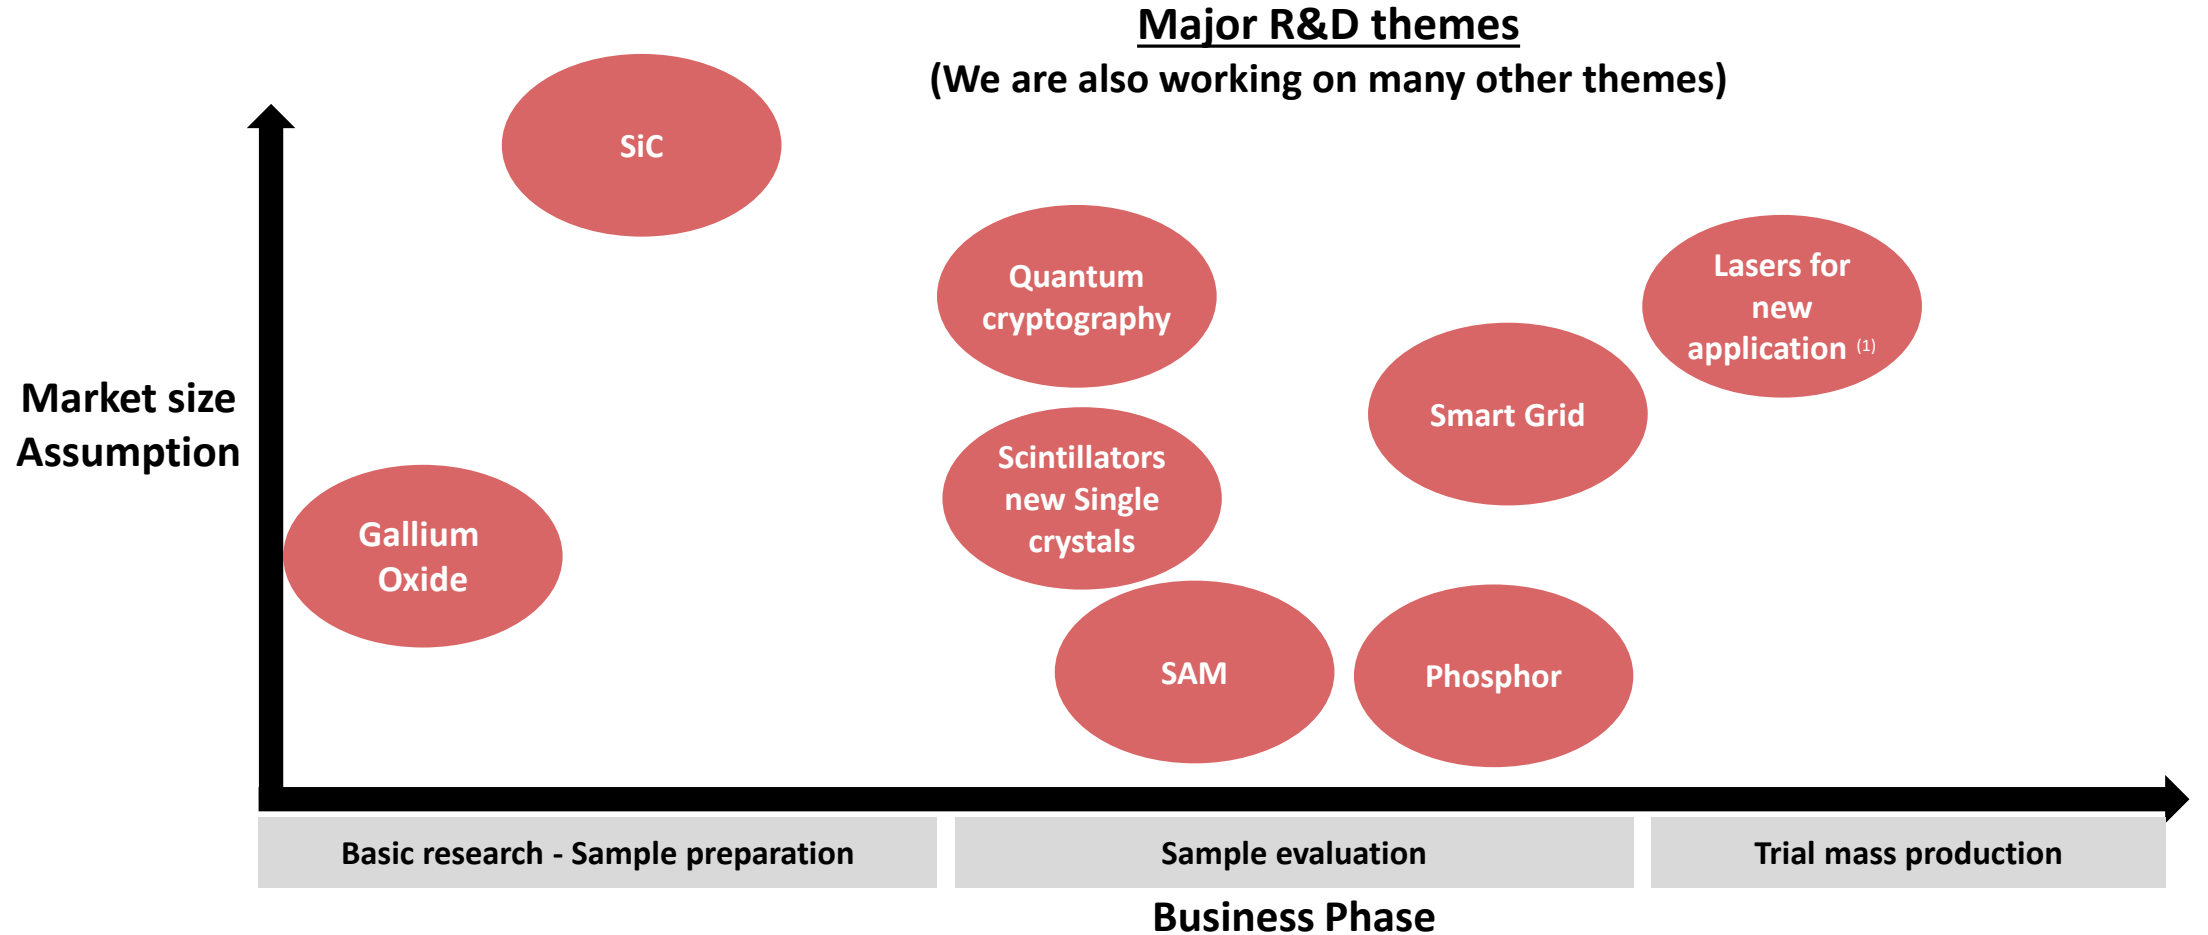 Major R&D themes
(We are also working on many other themes)
SiC
Quantum
cryptography
Lasers for
new
application (1)
Market size
Assumption
Smart Grid
Scintillators
new Single
crystals
Gallium
Oxide
SAM
Phosphor
Basic research - Sample preparation
Sample evaluation
Trial mass production
Business Phase